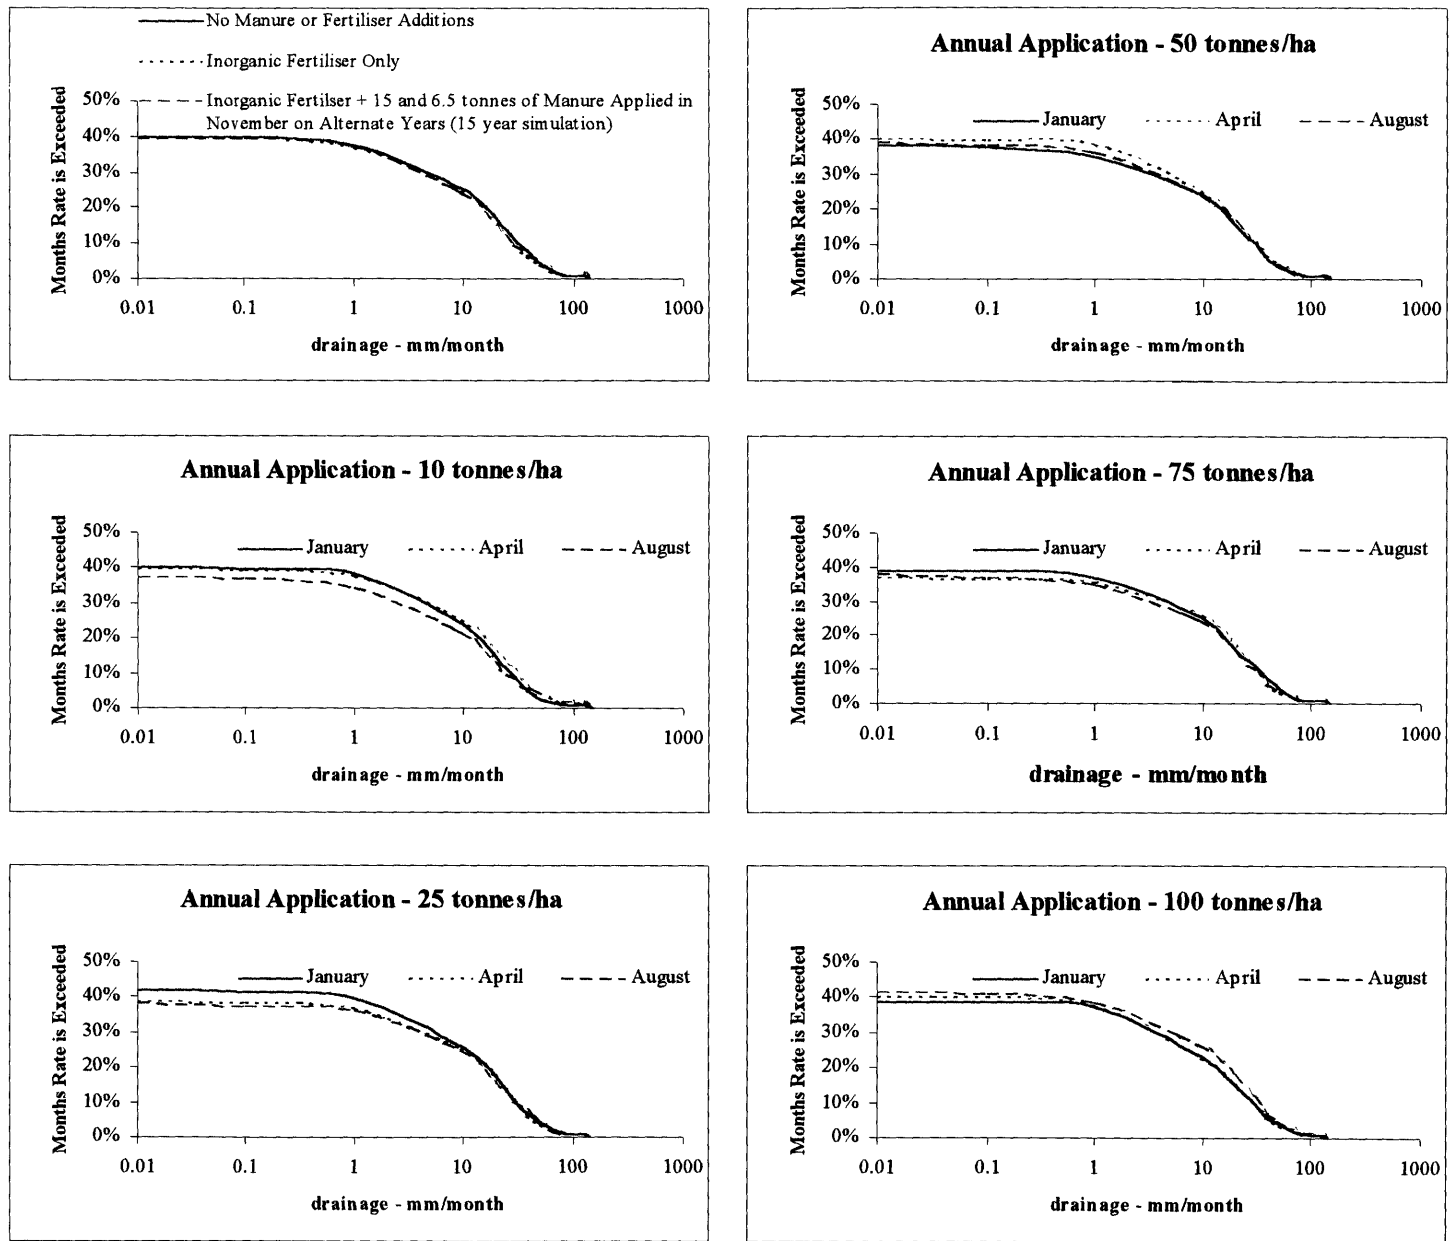 No Manure or Fertiliser Additions
Inorganic Fertiliser Only
Inorganic Fertilser + 15 and 6.5 tonnes of Manure Applied in
November on Alternate Years (15 year simulation)
Months Rate is Exceeded
50%
40%
30%
20%
10%
0%
0.01 0.1 1 10 100 1000
drainage - mm/month
Annual Application - 50 tonnes/ha
January April August
Months Rate is Exceeded
50%
40%
30%
20%
10%
0%
0.01 0.1 1 10 100 1000
drainage - mm/month
Annual Application - 10 tonnes/ha
January April August
Months Rate is Exceeded
50%
40%
30%
20%
10%
0%
0.01 0.1 1 10 100 1000
drainage - mm/month
Annual Application - 75 tonnes/ha
January April August
Months Rate is Exceeded
50%
40%
30%
20%
10%
0%
0.01 0.1 1 10 100 1000
drainage - mm/month
Annual Application - 25 tonnes/ha
January April August
Months Rate is Exceeded
50%
40%
30%
20%
10%
0%
0.01 0.1 1 10 100 1000
drainage - mm/month
Annual Application - 100 tonnes/ha
January April August
Months Rate is Exceeded
50%
40%
30%
20%
10%
0%
0.01 0.1 1 10 100 1000
drainage - mm/month